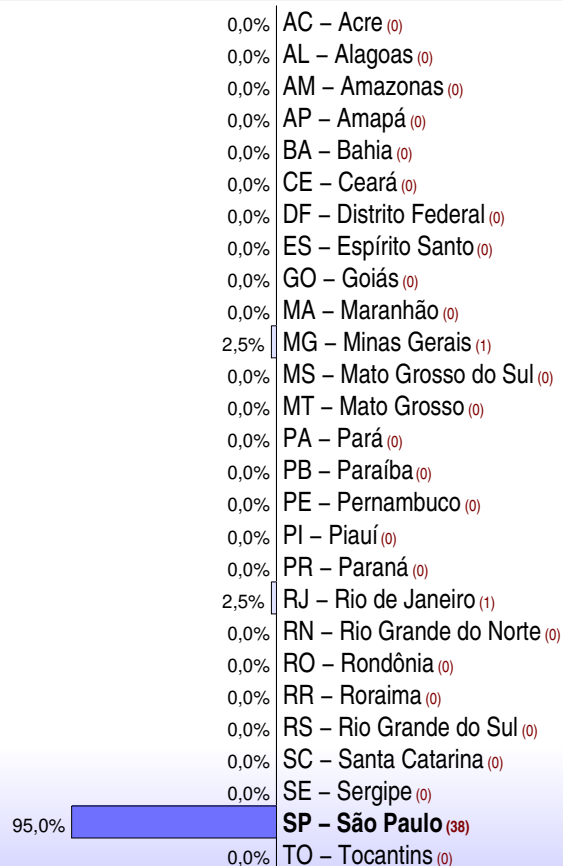 0,0% AC – Acre (0)
0,0% AL – Alagoas (0)
0,0% AM – Amazonas (0)
0,0% AP – Amapá (0)
0,0% BA – Bahia (0)
0,0% CE – Ceará (0)
0,0% DF – Distrito Federal (0)
0,0% ES – Espírito Santo (0)
0,0% GO – Goiás (0)
0,0% MA – Maranhão (0)
2,5% MG – Minas Gerais (1)
0,0% MS – Mato Grosso do Sul (0)
0,0% MT – Mato Grosso (0)
0,0% PA – Pará (0)
0,0% PB – Paraíba (0)
0,0% PE – Pernambuco (0)
0,0% PI – Piauí (0)
0,0% PR – Paraná (0)
2,5% RJ – Rio de Janeiro (1)
0,0% RN – Rio Grande do Norte (0)
0,0% RO – Rondônia (0)
0,0% RR – Roraima (0)
0,0% RS – Rio Grande do Sul (0)
0,0% SC – Santa Catarina (0)
0,0% SE – Sergipe (0)
95,0% SP – São Paulo (38)
0,0% TO – Tocantins (0)